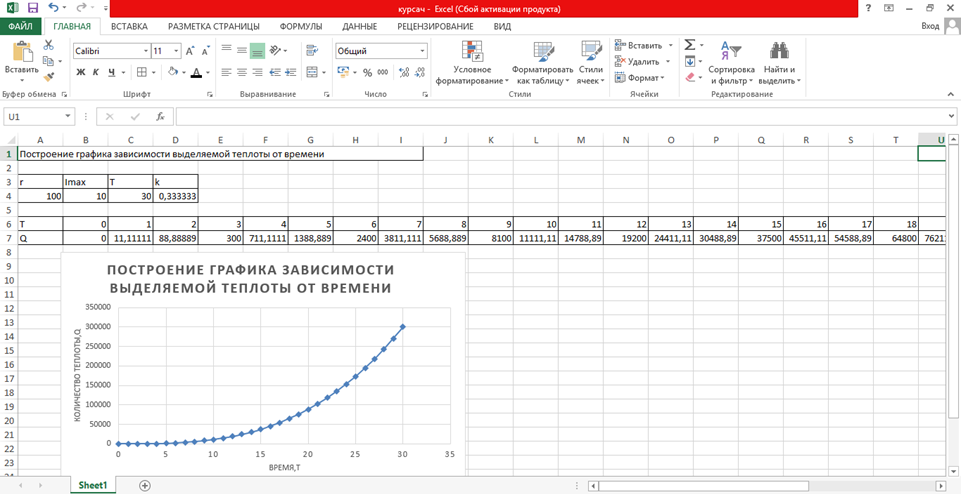 курсач - Excel (Сбой активации продукта)
ФАЙЛ ГЛАВНАЯ ВСТАВКА РАЗМЕТКА СТРАНИЦЫ ФОРМУЛЫ ДАННЫЕ РЕЦЕНЗИРОВАНИЕ ВИД Вход
Вставить
Calibri 11
Ж К Ч
А
Общий
% 000
Условное форматирование
Форматировать как таблицу
Стили ячеек
Вставить
Удалить
Формат
Сортировка и фильтр
Найти и выделить
Буфер обмена Шрифт Выравнивание Число Стили Ячейки Редактирование
U1 fx
A B C D E F G H I J K L M N O P Q R S T U
1 Построение графика зависимости выделяемой теплоты от времени
2
3 r Imax T k
4 100 10 30 0,333333
5
6 T 0 1 2 3 4 5 6 7 8 9 10 11 12 13 14 15 16 17 18
7 Q 0 11,11111 88,88889 300 711,1111 1388,889 2400 3811,111 5688,889 8100 11111,11 14788,89 19200 24411,11 30488,89 37500 45511,11 54588,89 64800 7621
8
9
10
11
12
13
14
15
16
17
18
19
20
21
22
23
ПОСТРОЕНИЕ ГРАФИКА ЗАВИСИМОСТИ
ВЫДЕЛЯЕМОЙ ТЕПЛОТЫ ОТ ВРЕМЕНИ
КОЛИЧЕСТВО ТЕПЛОТЫ,Q
350000
300000
250000
200000
150000
100000
50000
0
0 5 10 15 20 25 30 35
ВРЕМЯ,T
Sheet1